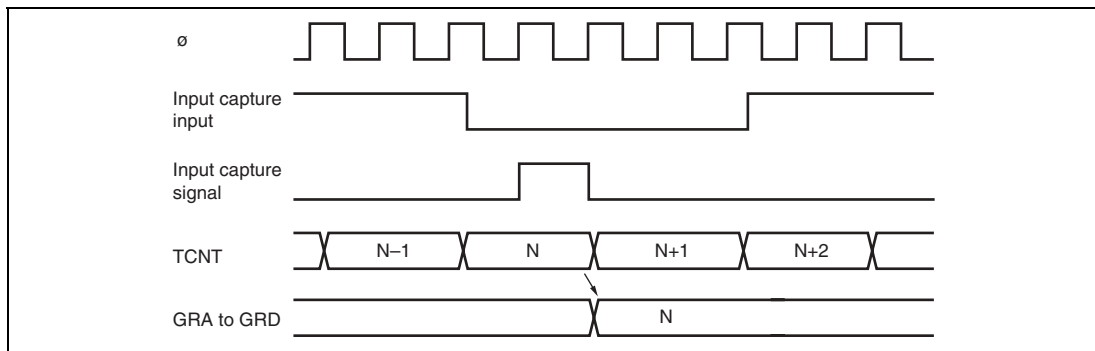 ø
Input capture
input
Input capture
signal
TCNT
N–1
N
N+1
N+2
GRA to GRD
N